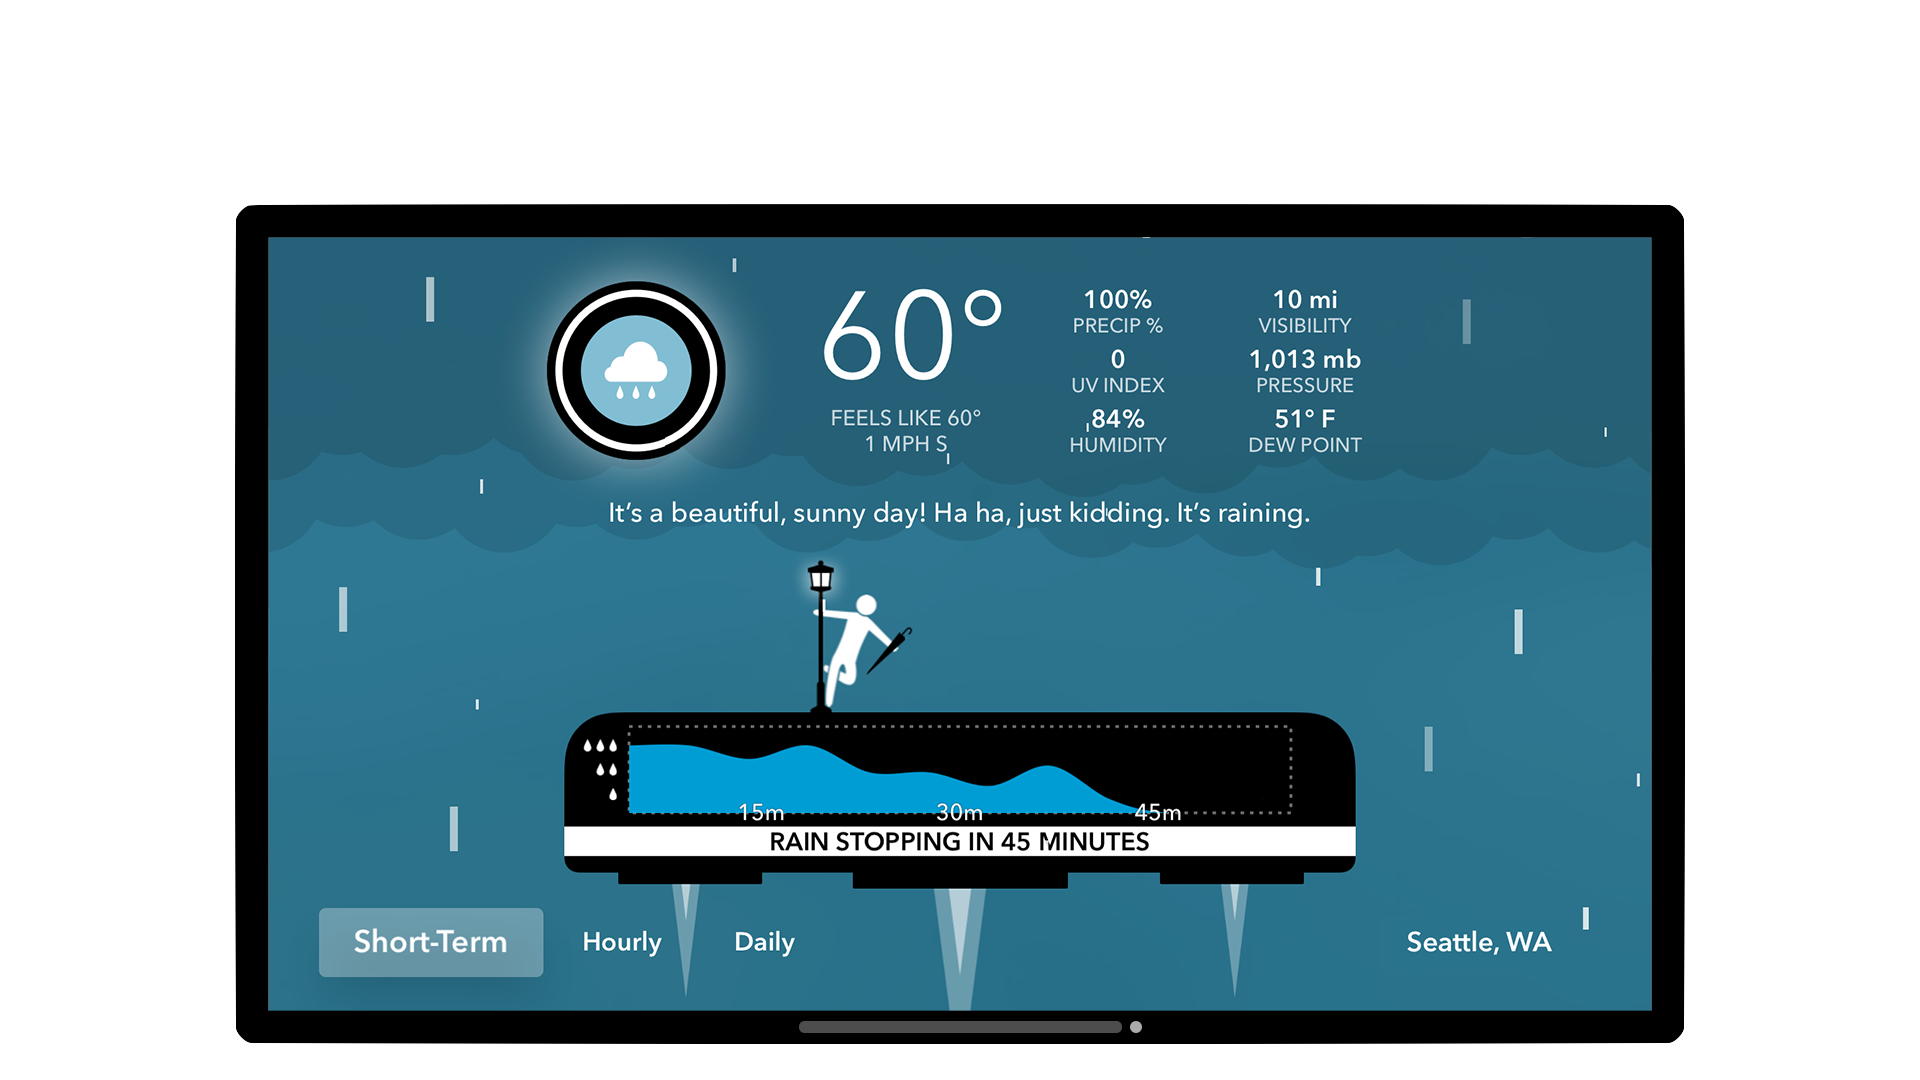 60°
FEELS LIKE 60°
1 MPH S
100%
PRECIP %
0
UV INDEX
84%
HUMIDITY
10 mi
VISIBILITY
1,013 mb
PRESSURE
51° F
DEW POINT
It’s a beautiful, sunny day! Ha ha, just kidding. It’s raining.
15m 30m 45m
RAIN STOPPING IN 45 MINUTES
Short-Term Hourly Daily Seattle, WA